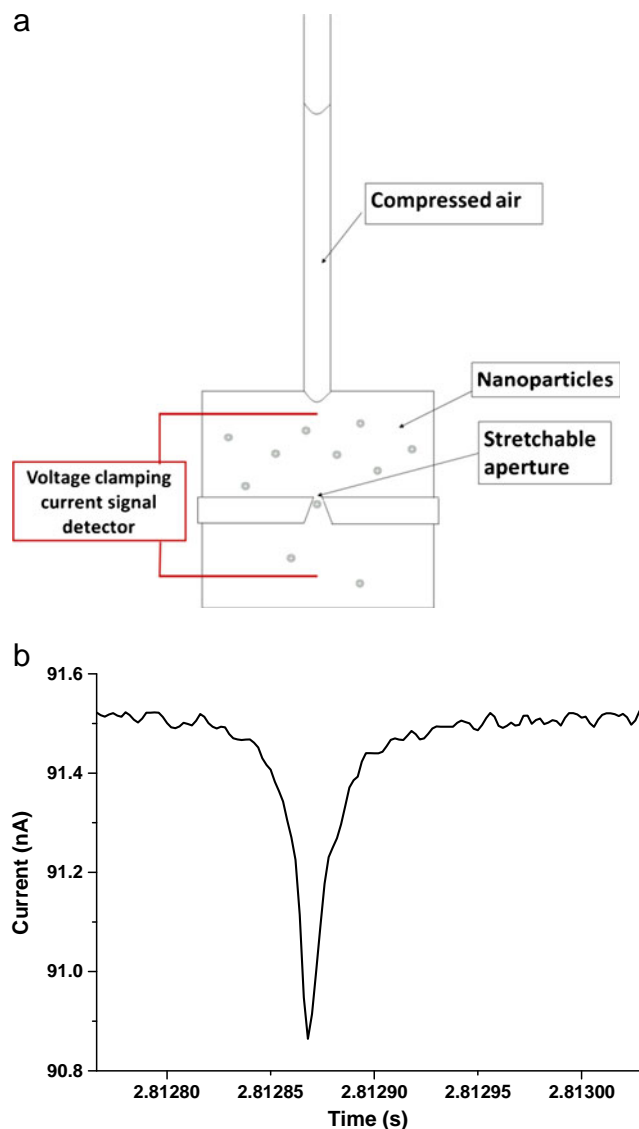 a
Compressed air
Nanoparticles
Stretchable
aperture
Voltage clamping
current signal
detector
b
91.6
91.4
91.2
91.0
90.8
Current (nA)
2.81280
2.81285
2.81290
2.81295
2.81300
Time (s)